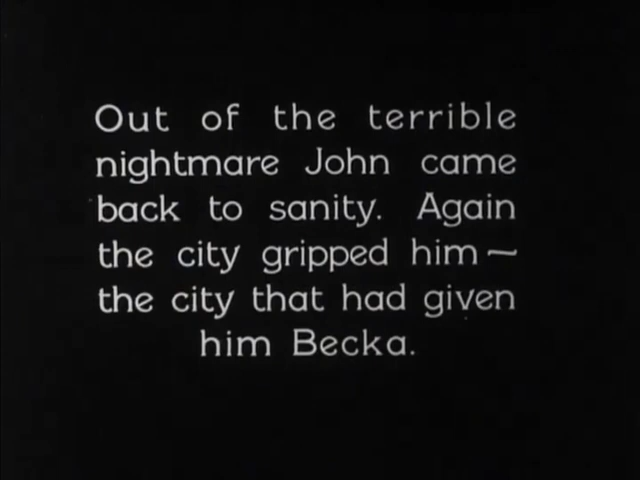 Out of the terrible
nightmare John came
back to sanity. Again
the city gripped him —
the city that had given
him Becka.